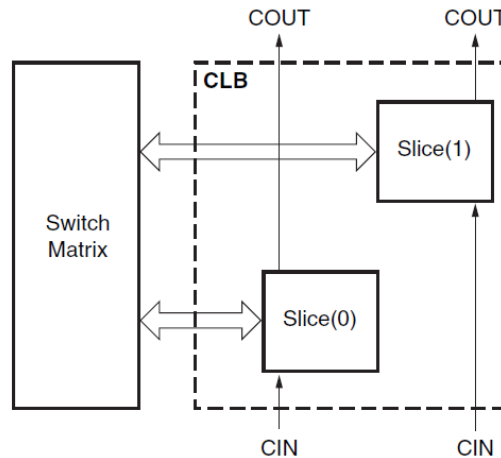 COUT COUT
CLB
Slice(1)
Switch
Matrix
Slice(0)
CIN CIN